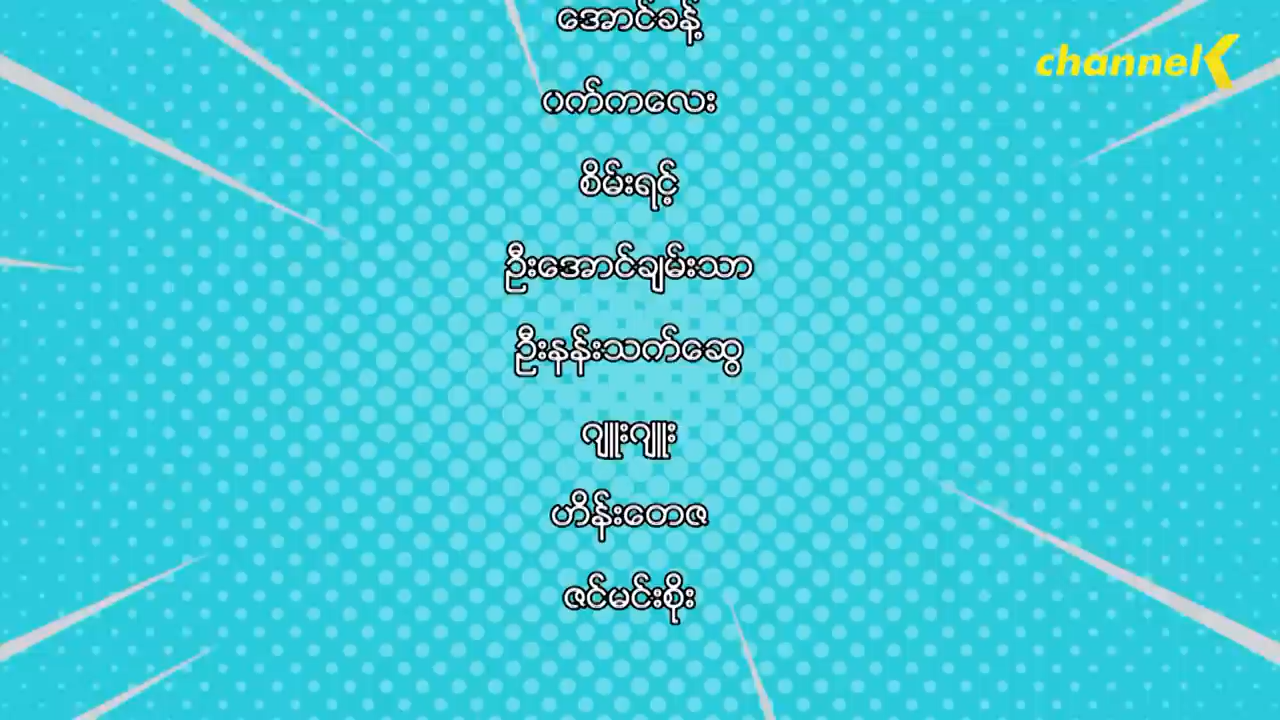 အောင်ခန့်
channel K
ပက်ကလေး
စိမ်းရင့်
ဦးအောင်ချမ်းသာ
ဦးနန်းသက်ဆွေ
ဂျူးဂျူး
ဟိန်းတေဇ
ဇင်မင်းစိုး